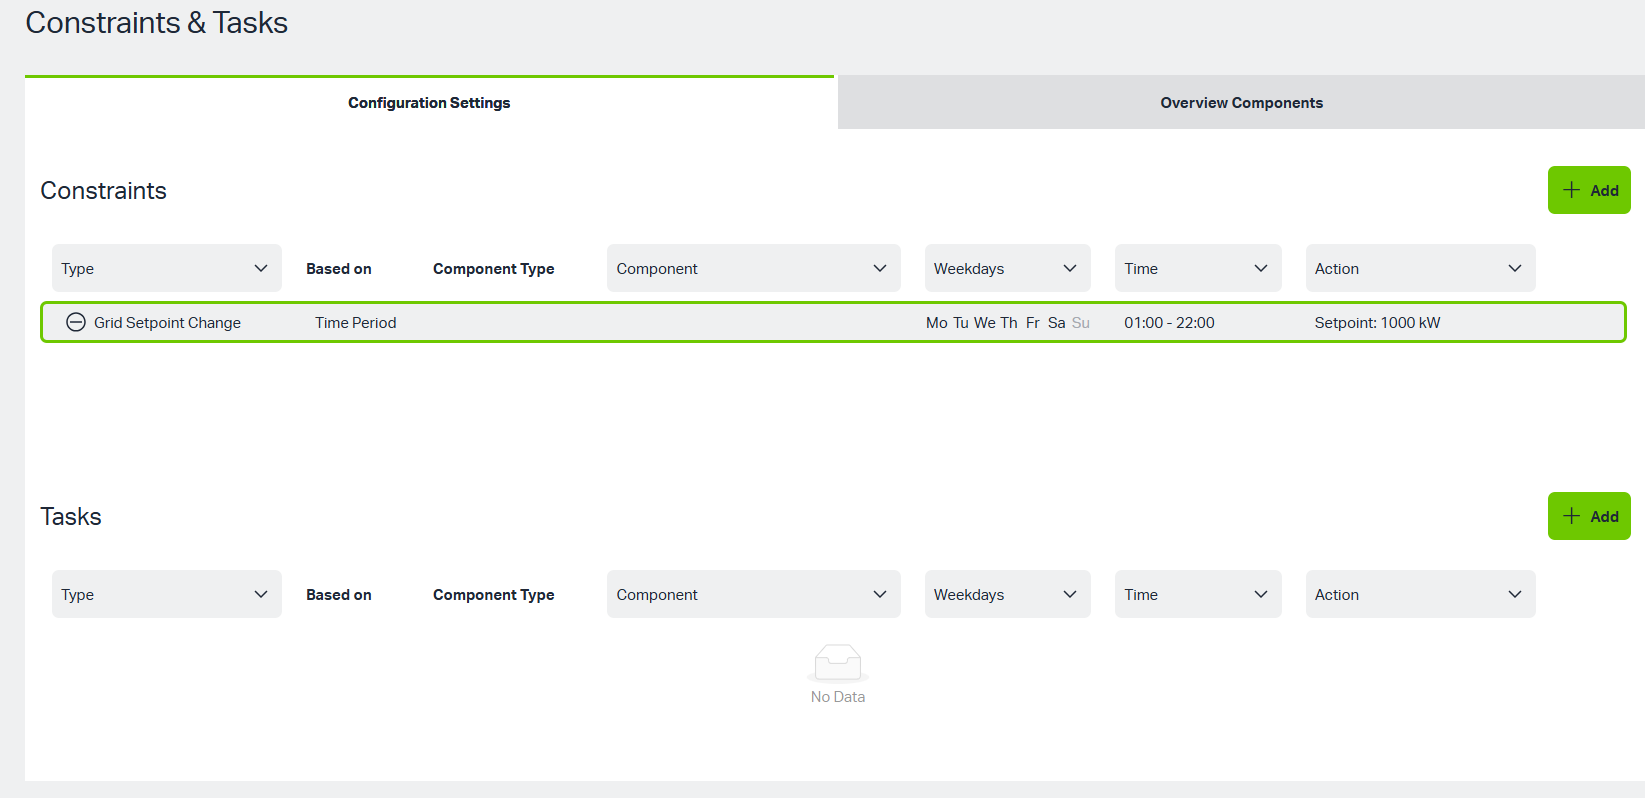 Constraints & Tasks
Configuration Settings
Overview Components
Constraints
Add
Type
Based on
Component Type
Component
Weekdays
Time
Action
Grid Setpoint Change
Time Period
Mo Tu We Th Fr Sa Su
01:00 - 22:00
Setpoint: 1000 kW
Tasks
Add
Type
Based on
Component Type
Component
Weekdays
Time
Action
No Data